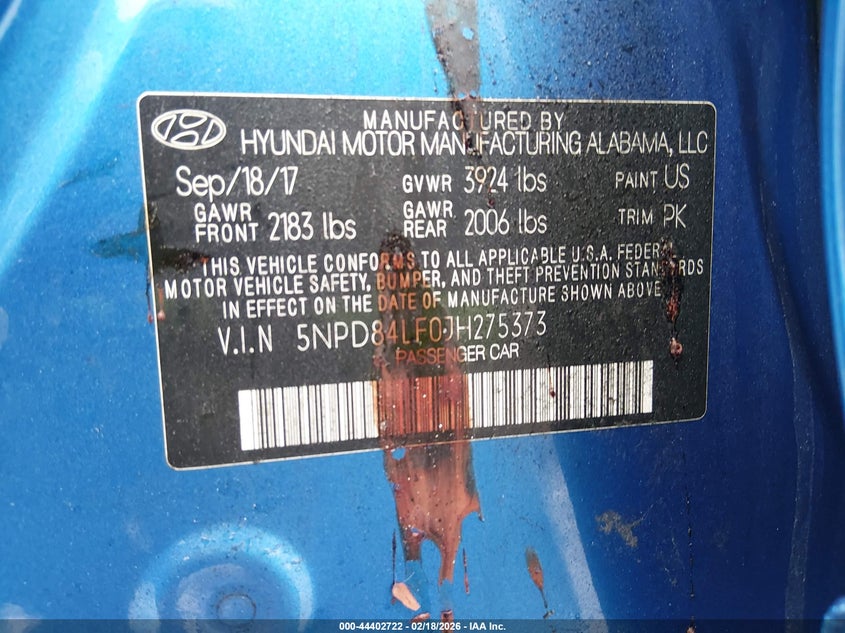 MANUFACTURED BY
HYUNDAI MOTOR MANUFACTURING ALABAMA, LLC
Sep/18/17 GVWR 3924 lbs PAINT US
GAWR FRONT 2183 lbs GAWR REAR 2006 lbs TRIM PK
THIS VEHICLE CONFORMS TO ALL APPLICABLE U.S.A. FEDERAL
MOTOR VEHICLE SAFETY, BUMPER, AND THEFT PREVENTION STANDARDS
IN EFFECT ON THE DATE OF MANUFACTURE SHOWN ABOVE
V.I.N 5NPD84LF0JH275373
PASSENGER CAR
000-44402722 - 02/18/2026 - IAA Inc.